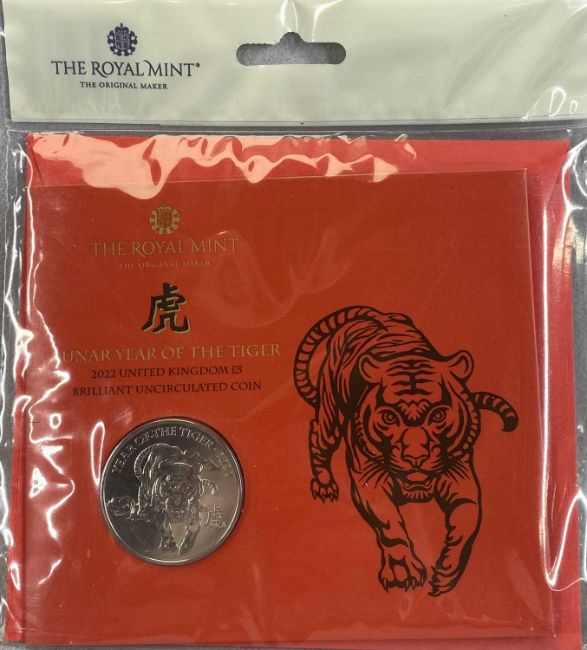 THE ROYAL MINT®
THE ORIGINAL MAKER
THE ROYAL MINT
THE ORIGINAL MAKER
虎
UNAR YEAR OF THE TIGER
2022 UNITED KINGDOM £5
BRILLIANT UNCIRCULATED COIN
YEAR OF THE TIGER
虎